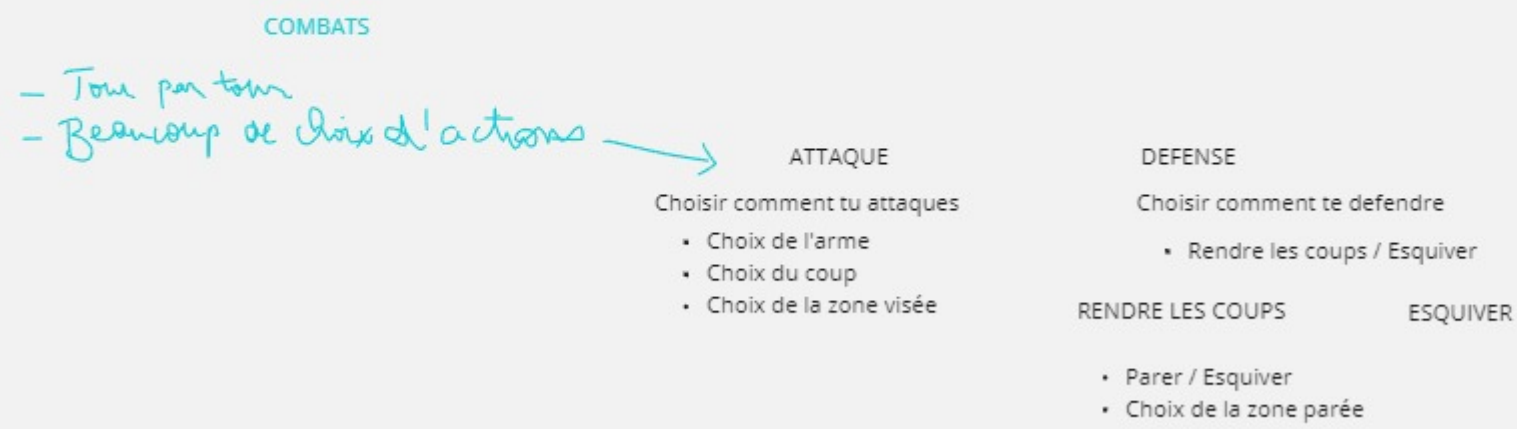 COMBATS
- Tour par tour
- Beaucoup de choix d'actions
ATTAQUE
Choisir comment tu attaques
• Choix de l'arme
• Choix du coup
• Choix de la zone visée
DEFENSE
Choisir comment te defendre
• Rendre les coups / Esquiver
RENDRE LES COUPS
• Parer / Esquiver
• Choix de la zone parée
ESQUIVER